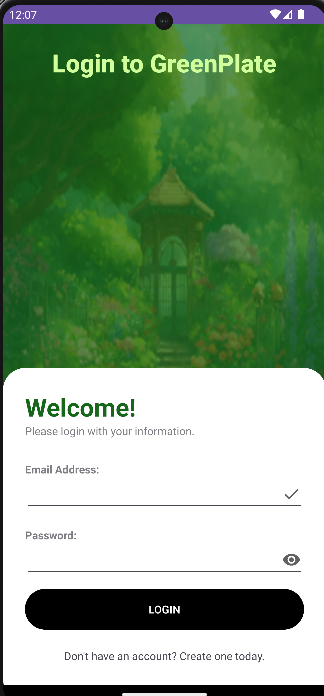 12:07
Login to GreenPlate
Welcome!
Please login with your information.
Email Address:
Password:
LOGIN
Don't have an account? Create one today.